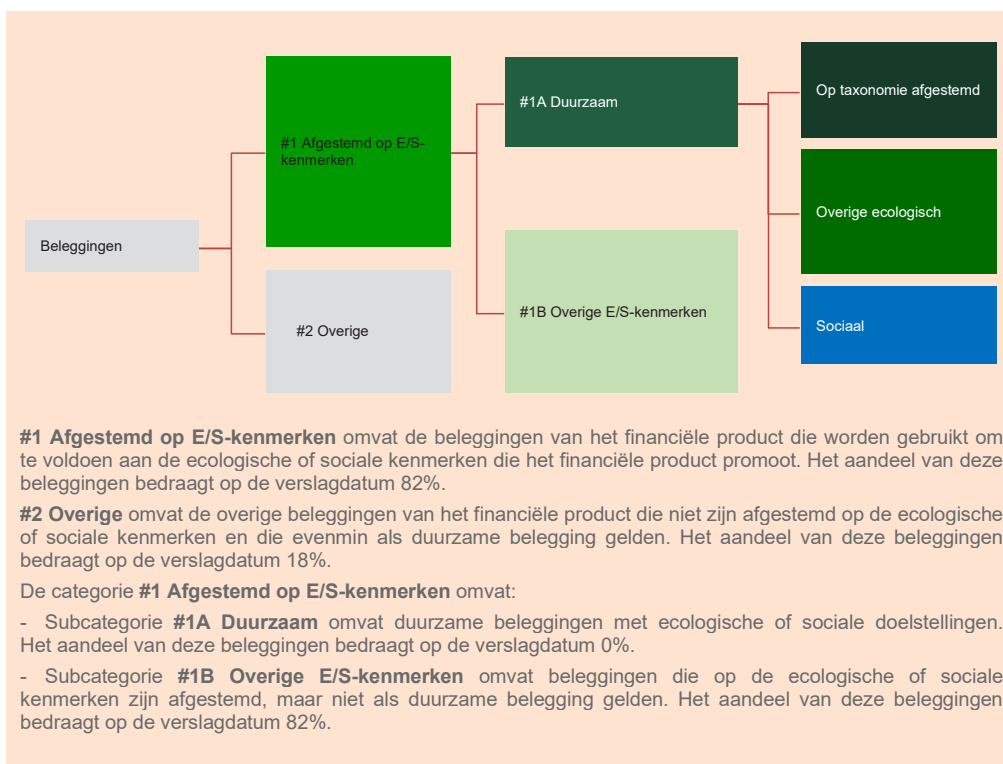 Beleggingen
#1 Afgestemd op E/S-
kenmerken
#2 Overige
#1A Duurzaam
#1B Overige E/S-kenmerken
Op taxonomie afgestemd
Overige ecologisch
Sociaal
#1 Afgestemd op E/S-kenmerken omvat de beleggingen van het financiële product die worden gebruikt om
te voldoen aan de ecologische of sociale kenmerken die het financiële product promoot. Het aandeel van deze
beleggingen bedraagt op de verslagdatum 82%.
#2 Overige omvat de overige beleggingen van het financiële product die niet zijn afgestemd op de ecologische
of sociale kenmerken en die evenmin als duurzame belegging gelden. Het aandeel van deze beleggingen
bedraagt op de verslagdatum 18%.
De categorie #1 Afgestemd op E/S-kenmerken omvat:
- Subcategorie #1A Duurzaam omvat duurzame beleggingen met ecologische of sociale doelstellingen.
Het aandeel van deze beleggingen bedraagt op de verslagdatum 0%.
- Subcategorie #1B Overige E/S-kenmerken omvat beleggingen die op de ecologische of sociale
kenmerken zijn afgestemd, maar niet als duurzame belegging gelden. Het aandeel van deze beleggingen
bedraagt op de verslagdatum 82%.